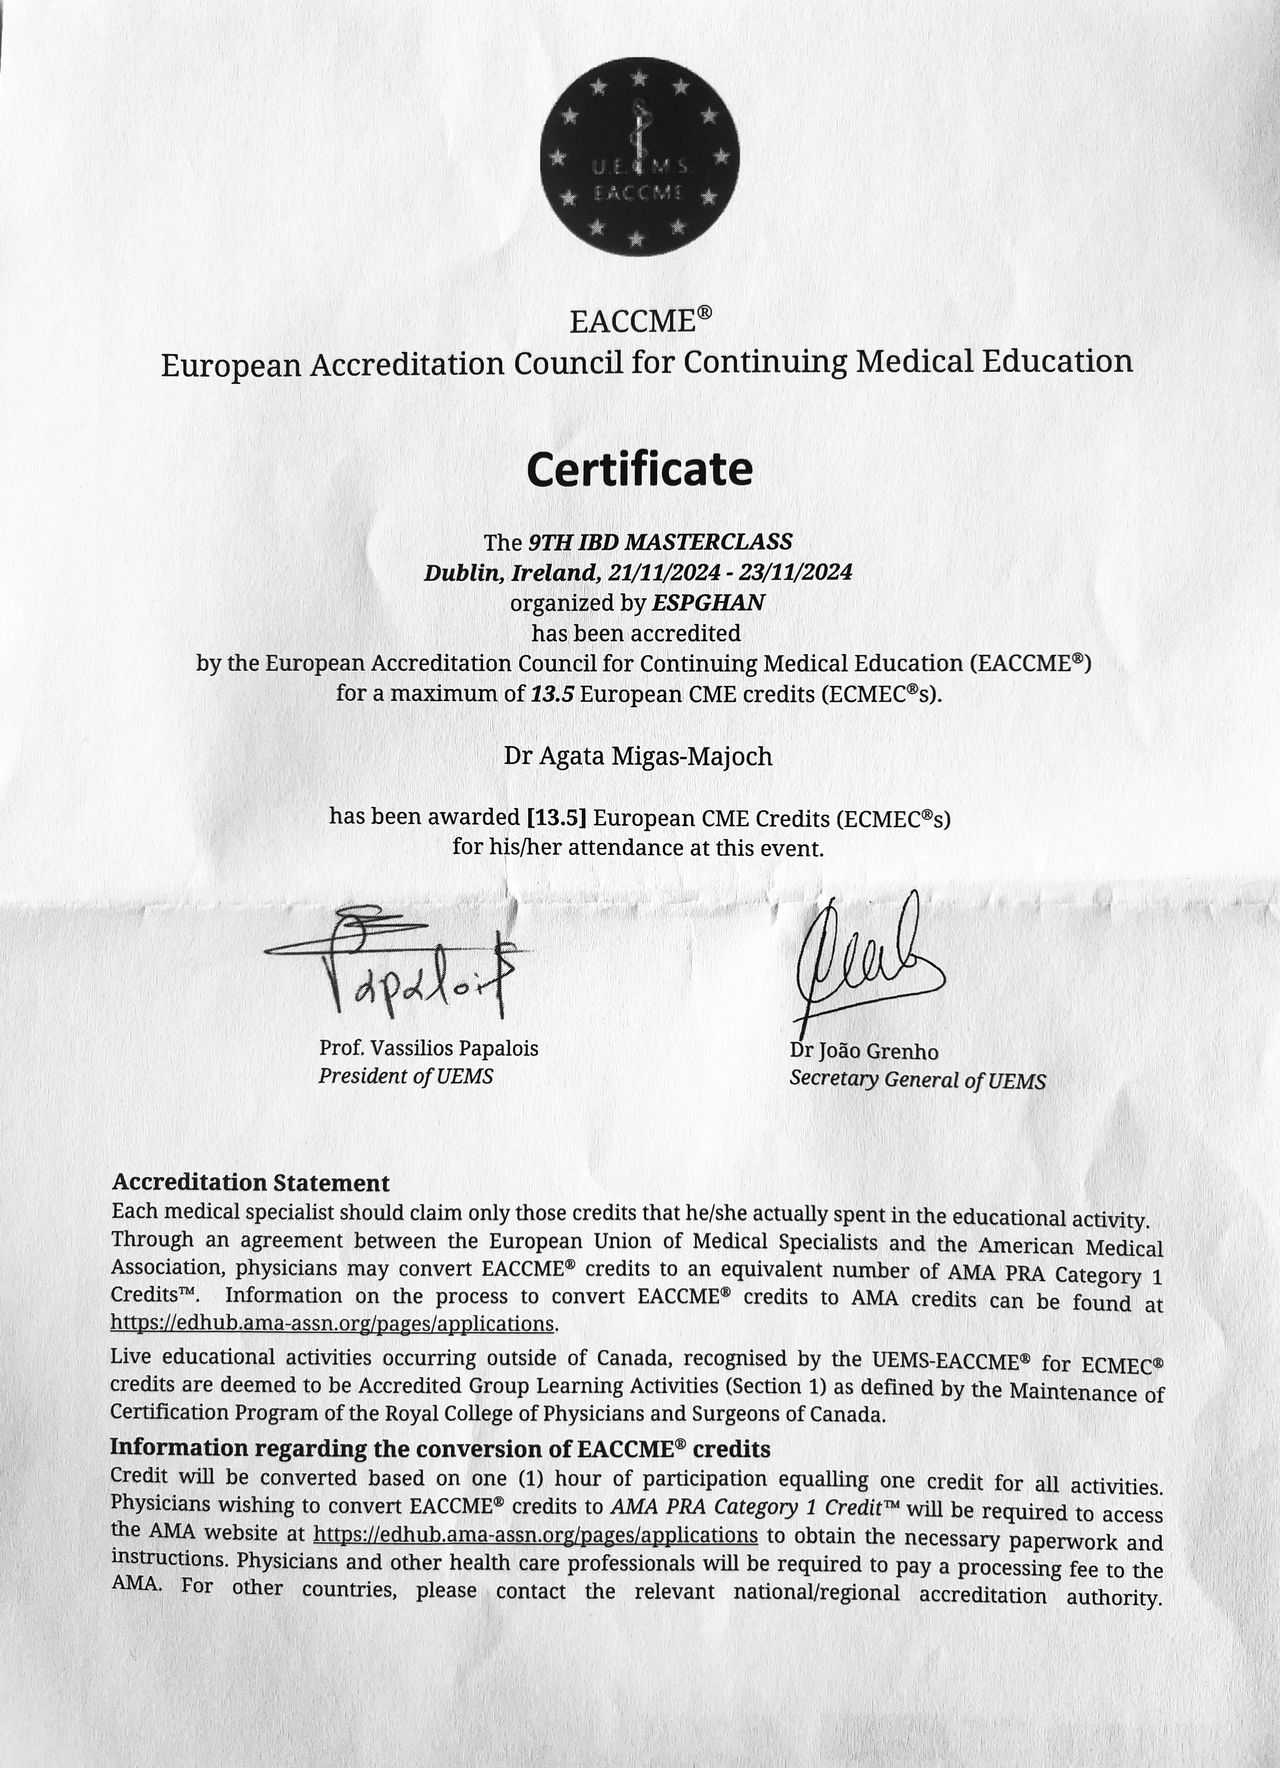 U.E.M.S.
EACCME
EACCME®
European Accreditation Council for Continuing Medical Education
Certificate
The 9TH IBD MASTERCLASS
Dublin, Ireland, 21/11/2024 - 23/11/2024
organized by ESPGHAN
has been accredited
by the European Accreditation Council for Continuing Medical Education (EACCME®)
for a maximum of 13.5 European CME credits (ECMEC®s).
Dr Agata Migas-Majoch
has been awarded [13.5] European CME Credits (ECMEC®s)
for his/her attendance at this event.
Papalois
Prof. Vassilios Papalois
President of UEMS
Dr João Grenho
Secretary General of UEMS
Accreditation Statement
Each medical specialist should claim only those credits that he/she actually spent in the educational activity.
Through an agreement between the European Union of Medical Specialists and the American Medical
Association, physicians may convert EACCME® credits to an equivalent number of AMA PRA Category 1
Credits™. Information on the process to convert EACCME® credits to AMA credits can be found at
https://edhub.ama-assn.org/pages/applications.
Live educational activities occurring outside of Canada, recognised by the UEMS-EACCME® for ECMEC®
credits are deemed to be Accredited Group Learning Activities (Section 1) as defined by the Maintenance of
Certification Program of the Royal College of Physicians and Surgeons of Canada.
Information regarding the conversion of EACCME® credits
Credit will be converted based on one (1) hour of participation equalling one credit for all activities.
Physicians wishing to convert EACCME® credits to AMA PRA Category 1 Credit™ will be required to access
the AMA website at https://edhub.ama-assn.org/pages/applications to obtain the necessary paperwork and
instructions. Physicians and other health care professionals will be required to pay a processing fee to the
AMA. For other countries, please contact the relevant national/regional accreditation authority.